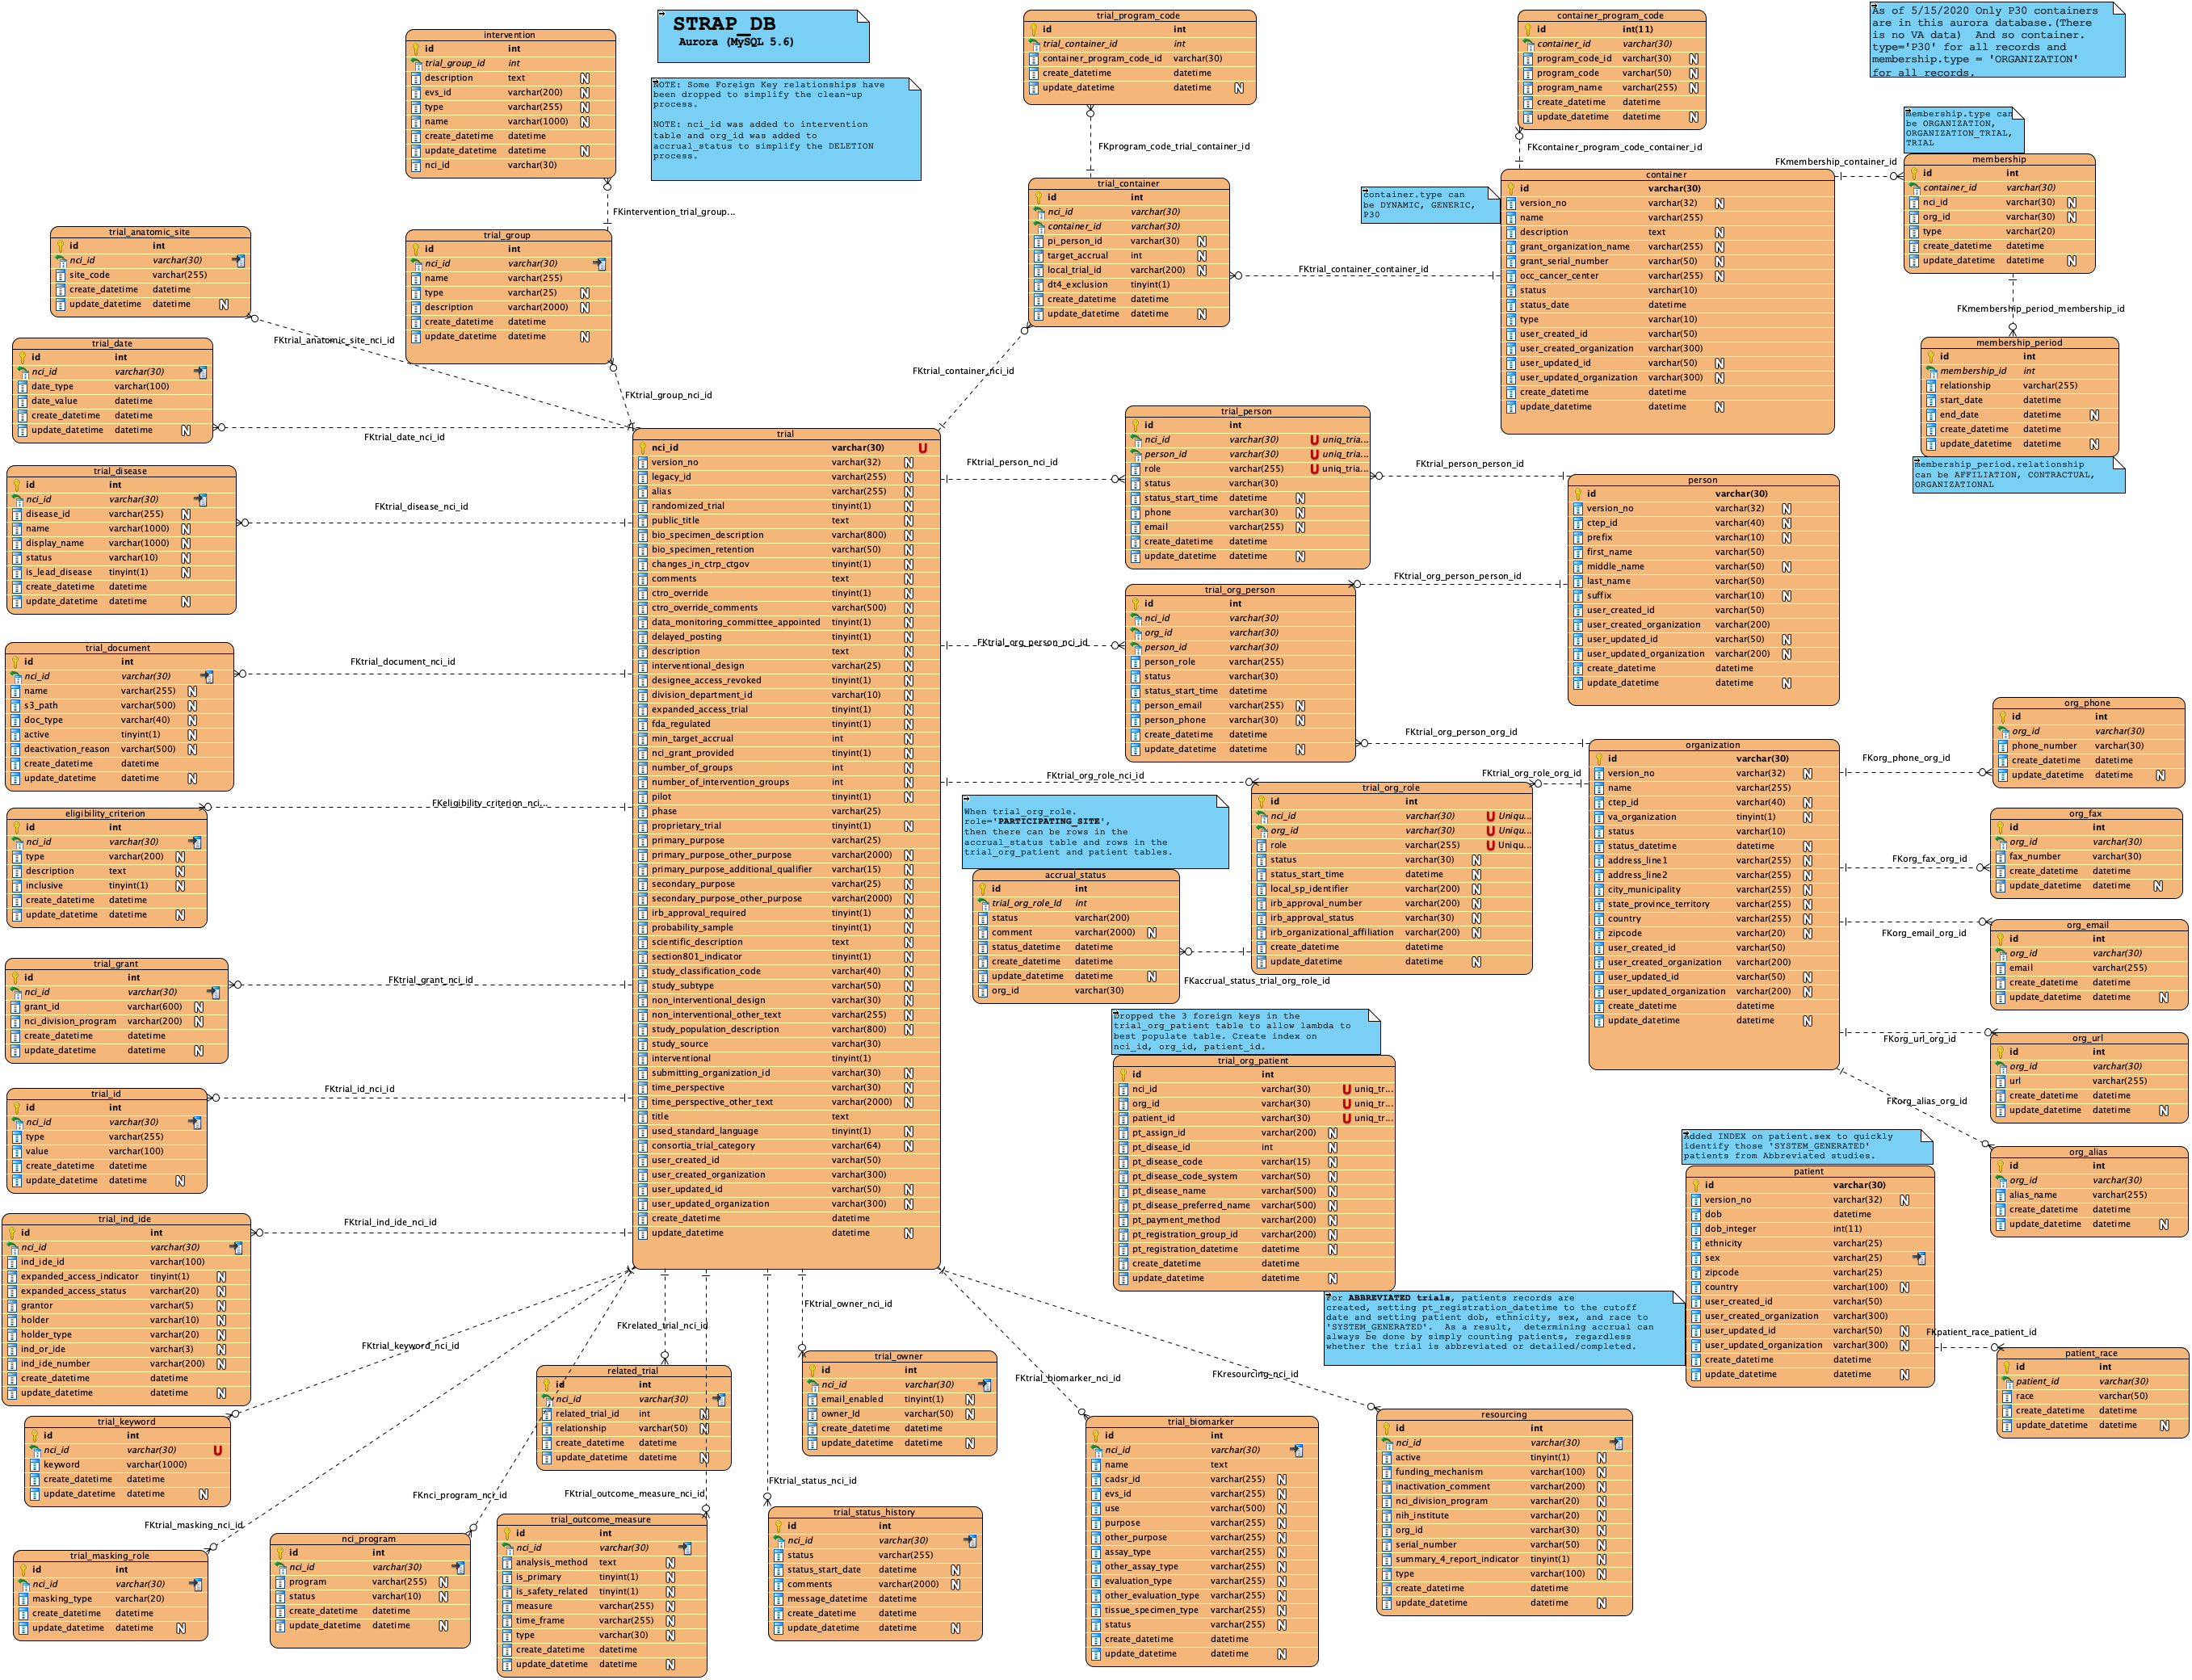 STRAP_DB
Aurora (MySQL 5.6)
NOTE: Some Foreign Key relationships have
been dropped to simplify the clean-up
process.
NOTE: nci_id was added to intervention
table and org_id was added to
accrual_status to simplify the DELETION
process.
As of 5/15/2020 Only P30 containers
are in this aurora database.(There
is no VA data)  And so container.
type='P30' for all records and
membership.type = 'ORGANIZATION'
for all records.
intervention
id int
trial_group_id int
description text N
evs_id varchar(200) N
type varchar(255) N
name varchar(1000) N
create_datetime datetime
update_datetime datetime N
nci_id varchar(30)
FKintervention_trial_group...
trial_program_code
id int
trial_container_id int
container_program_code_id varchar(30)
create_datetime datetime
update_datetime datetime N
FKprogram_code_trial_container_id
container_program_code
id int(11)
container_id varchar(30)
program_code_id varchar(30) N
program_code varchar(50) N
program_name varchar(255) N
create_datetime datetime
update_datetime datetime N
FKcontainer_program_code_container_id
membership.type can
be ORGANIZATION,
ORGANIZATION_TRIAL,
TRIAL
FKmembership_container_id
membership
id int
container_id varchar(30)
nci_id varchar(30) N
org_id varchar(30) N
type varchar(20)
create_datetime datetime
update_datetime datetime N
FKmembership_period_membership_id
membership_period
id int
membership_id int
relationship varchar(255)
start_date datetime
end_date datetime N
create_datetime datetime
update_datetime datetime N
membership_period.relationship
can be AFFILIATION, CONTRACTUAL,
ORGANIZATIONAL
container.type can
be DYNAMIC, GENERIC,
P30
container
id varchar(30)
version_no varchar(32) N
name varchar(255)
description text N
grant_organization_name varchar(255) N
grant_serial_number varchar(50) N
occ_cancer_center varchar(255) N
status varchar(10)
status_date datetime
type varchar(10)
user_created_id varchar(50)
user_created_organization varchar(300)
user_updated_id varchar(50) N
user_updated_organization varchar(300) N
create_datetime datetime
update_datetime datetime N
trial_container
id int
nci_id varchar(30)
container_id varchar(30)
pi_person_id varchar(30) N
target_accrual int N
local_trial_id varchar(200) N
dt4_exclusion tinyint(1)
create_datetime datetime
update_datetime datetime N
FKtrial_container_container_id
FKtrial_container_nci_id
trial_group
id int
nci_id varchar(30)
name varchar(255)
type varchar(25) N
description varchar(2000) N
create_datetime datetime
update_datetime datetime N
FKtrial_group_nci_id
trial_anatomic_site
id int
nci_id varchar(30)
site_code varchar(255)
create_datetime datetime
update_datetime datetime N
FKtrial_anatomic_site_nci_id
trial_date
id int
nci_id varchar(30)
date_type varchar(100)
date_value datetime
create_datetime datetime
update_datetime datetime N
FKtrial_date_nci_id
trial_disease
id int
nci_id varchar(30)
disease_id varchar(255) N
name varchar(1000) N
display_name varchar(1000) N
status varchar(10) N
is_lead_disease tinyint(1) N
create_datetime datetime
update_datetime datetime N
FKtrial_disease_nci_id
trial_document
id int
nci_id varchar(30)
name varchar(255) N
s3_path varchar(500) N
doc_type varchar(40) N
active tinyint(1) N
deactivation_reason varchar(500) N
create_datetime datetime
update_datetime datetime N
FKtrial_document_nci_id
eligibility_criterion
id int
nci_id varchar(30)
type varchar(200) N
description text N
inclusive tinyint(1) N
create_datetime datetime
update_datetime datetime N
FKeligibility_criterion_nci...
trial_grant
id int
nci_id varchar(30)
grant_id varchar(600) N
nci_division_program varchar(200) N
create_datetime datetime
update_datetime datetime N
FKtrial_grant_nci_id
trial_id
id int
nci_id varchar(30)
type varchar(255)
value varchar(100)
create_datetime datetime
update_datetime datetime N
FKtrial_id_nci_id
trial_ind_ide
id int
nci_id varchar(30)
ind_ide_id varchar(100)
expanded_access_indicator tinyint(1) N
expanded_access_status varchar(20) N
grantor varchar(5) N
holder varchar(10) N
holder_type varchar(20) N
ind_or_ide varchar(3) N
ind_ide_number varchar(200) N
create_datetime datetime
update_datetime datetime N
FKtrial_ind_ide_nci_id
trial_keyword
id int
nci_id varchar(30) U
keyword varchar(1000)
create_datetime datetime
update_datetime datetime N
FKtrial_keyword_nci_id
trial_masking_role
id int
nci_id varchar(30)
masking_type varchar(20)
create_datetime datetime
update_datetime datetime N
FKtrial_masking_nci_id
trial
nci_id varchar(30) U
version_no varchar(32) N
legacy_id varchar(255) N
alias varchar(255) N
randomized_trial tinyint(1) N
public_title text N
bio_specimen_description varchar(800) N
bio_specimen_retention varchar(50) N
changes_in_ctrp_ctgov tinyint(1) N
comments text N
ctro_override tinyint(1) N
ctro_override_comments varchar(500) N
data_monitoring_committee_appointed tinyint(1) N
delayed_posting tinyint(1) N
description text N
interventional_design varchar(25) N
designee_access_revoked tinyint(1) N
division_department_id varchar(10) N
expanded_access_trial tinyint(1) N
fda_regulated tinyint(1) N
min_target_accrual int N
nci_grant_provided tinyint(1) N
number_of_groups int N
number_of_intervention_groups int N
pilot tinyint(1) N
phase varchar(25)
proprietary_trial tinyint(1) N
primary_purpose varchar(25)
primary_purpose_other_purpose varchar(2000) N
primary_purpose_additional_qualifier varchar(15) N
secondary_purpose varchar(25) N
secondary_purpose_other_purpose varchar(2000) N
irb_approval_required tinyint(1) N
probability_sample tinyint(1) N
scientific_description text N
section801_indicator tinyint(1) N
study_classification_code varchar(40) N
study_subtype varchar(50) N
non_interventional_design varchar(30) N
non_interventional_other_text varchar(255) N
study_population_description varchar(800) N
study_source varchar(30)
interventional tinyint(1)
submitting_organization_id varchar(30) N
time_perspective varchar(30) N
time_perspective_other_text varchar(2000) N
title text
used_standard_language tinyint(1) N
consortia_trial_category varchar(64) N
user_created_id varchar(50)
user_created_organization varchar(300)
user_updated_id varchar(50) N
user_updated_organization varchar(300) N
create_datetime datetime
update_datetime datetime N
trial_person
id int
nci_id varchar(30) U uniq_tria...
person_id varchar(30) U uniq_tria...
role varchar(255) U uniq_tria...
status varchar(30)
status_start_time datetime N
phone varchar(30) N
email varchar(255) N
create_datetime datetime
update_datetime datetime N
FKtrial_person_nci_id
FKtrial_person_person_id
person
id varchar(30)
version_no varchar(32) N
ctep_id varchar(40) N
prefix varchar(10) N
first_name varchar(50)
middle_name varchar(50) N
last_name varchar(50)
suffix varchar(10) N
user_created_id varchar(50)
user_created_organization varchar(200)
user_updated_id varchar(50) N
user_updated_organization varchar(200) N
create_datetime datetime
update_datetime datetime N
trial_org_person
id int
nci_id varchar(30)
org_id varchar(30)
person_id varchar(30)
person_role varchar(255)
status varchar(30)
status_start_time datetime
person_email varchar(255) N
person_phone varchar(30) N
create_datetime datetime
update_datetime datetime N
FKtrial_org_person_person_id
FKtrial_org_person_nci_id
FKtrial_org_person_org_id
FKtrial_org_role_nci_id
FKtrial_org_role_org_id
trial_org_role
id int
nci_id varchar(30) U Uniqu...
org_id varchar(30) U Uniqu...
role varchar(255) U Uniqu...
status varchar(30) N
status_start_time datetime N
local_sp_identifier varchar(200) N
irb_approval_number varchar(200) N
irb_approval_status varchar(30) N
irb_organizational_affiliation varchar(200) N
create_datetime datetime
update_datetime datetime N
When trial_org_role.
role='PARTICIPATING_SITE',
then there can be rows in the
accrual_status table and rows in the
trial_org_patient and patient tables.
accrual_status
id int
trial_org_role_Id int
status varchar(200)
comment varchar(2000) N
status_datetime datetime
create_datetime datetime
update_datetime datetime N
org_id varchar(30)
FKaccrual_status_trial_org_role_id
organization
id varchar(30)
version_no varchar(32) N
name varchar(255)
ctep_id varchar(40) N
va_organization tinyint(1) N
status varchar(10)
status_datetime datetime N
address_line1 varchar(255) N
address_line2 varchar(255) N
city_municipality varchar(255) N
state_province_territory varchar(255) N
country varchar(255) N
zipcode varchar(20) N
user_created_id varchar(50)
user_created_organization varchar(200)
user_updated_id varchar(50) N
user_updated_organization varchar(200) N
create_datetime datetime
update_datetime datetime N
FKorg_phone_org_id
org_phone
id int
org_id varchar(30)
phone_number varchar(30)
create_datetime datetime
update_datetime datetime N
FKorg_fax_org_id
org_fax
id int
org_id varchar(30)
fax_number varchar(30)
create_datetime datetime
update_datetime datetime N
FKorg_email_org_id
org_email
id int
org_id varchar(30)
email varchar(255)
create_datetime datetime
update_datetime datetime N
FKorg_url_org_id
org_url
id int
org_id varchar(30)
url varchar(255)
create_datetime datetime
update_datetime datetime N
FKorg_alias_org_id
org_alias
id int
org_id varchar(30)
alias_name varchar(255)
create_datetime datetime
update_datetime datetime N
Dropped the 3 foreign keys in the
trial_org_patient table to allow lambda to
best populate table. Create index on
nci_id, org_id, patient_id.
trial_org_patient
id int
nci_id varchar(30) U uniq_tr...
org_id varchar(30) U uniq_tr...
patient_id varchar(30) U uniq_tr...
pt_assign_id varchar(200) N
pt_disease_id int N
pt_disease_code varchar(15) N
pt_disease_code_system varchar(50) N
pt_disease_name varchar(500) N
pt_disease_preferred_name varchar(500) N
pt_payment_method varchar(200) N
pt_registration_group_id varchar(200) N
pt_registration_datetime datetime N
create_datetime datetime
update_datetime datetime N
Added INDEX on patient.sex to quickly
identify those 'SYSTEM_GENERATED'
patients from Abbreviated studies.
patient
id varchar(30)
version_no varchar(32) N
dob datetime
dob_integer int(11)
ethnicity varchar(25)
sex varchar(25)
zipcode varchar(25)
country varchar(100) N
user_created_id varchar(50)
user_created_organization varchar(300)
user_updated_id varchar(50) N
user_updated_organization varchar(300) N
create_datetime datetime
update_datetime datetime N
For ABBREVIATED trials, patients records are
created, setting pt_registration_datetime to the cutoff
date and setting patient dob, ethnicity, sex, and race to
'SYSTEM_GENERATED'.  As a result,  determining accrual can
always be done by simply counting patients, regardless
whether the trial is abbreviated or detailed/completed.
FKpatient_race_patient_id
patient_race
id int
patient_id varchar(30)
race varchar(50)
create_datetime datetime
update_datetime datetime N
FKrelated_trial_nci_id
related_trial
id int
nci_id varchar(30)
related_trial_id int N
relationship varchar(50) N
create_datetime datetime
update_datetime datetime N
FKtrial_owner_nci_id
trial_owner
id int
nci_id varchar(30)
email_enabled tinyint(1) N
owner_Id varchar(50) N
create_datetime datetime
update_datetime datetime N
FKnci_program_nci_id
nci_program
id int
nci_id varchar(30)
program varchar(255) N
status varchar(10) N
create_datetime datetime
update_datetime datetime N
FKtrial_outcome_measure_nci_id
trial_outcome_measure
id int
nci_id varchar(30)
analysis_method text N
is_primary tinyint(1) N
is_safety_related tinyint(1) N
measure varchar(255) N
time_frame varchar(255) N
type varchar(30) N
create_datetime datetime
update_datetime datetime N
FKtrial_status_nci_id
trial_status_history
id int
nci_id varchar(30)
status varchar(255)
status_start_date datetime N
comments varchar(2000) N
message_datetime datetime
create_datetime datetime
update_datetime datetime N
FKtrial_biomarker_nci_id
trial_biomarker
id int
nci_id varchar(30)
name text
cadsr_id varchar(255) N
evs_id varchar(255) N
use varchar(500) N
purpose varchar(255) N
other_purpose varchar(255) N
assay_type varchar(255) N
other_assay_type varchar(255) N
evaluation_type varchar(255) N
other_evaluation_type varchar(255) N
tissue_specimen_type varchar(255) N
status varchar(255) N
create_datetime datetime
update_datetime datetime N
FKresourcing_nci_id
resourcing
id int
nci_id varchar(30)
active tinyint(1) N
funding_mechanism varchar(100) N
inactivation_comment varchar(200) N
nci_division_program varchar(20) N
nih_institute varchar(20) N
org_id varchar(30) N
serial_number varchar(50) N
summary_4_report_indicator tinyint(1) N
type varchar(100) N
create_datetime datetime
update_datetime datetime N